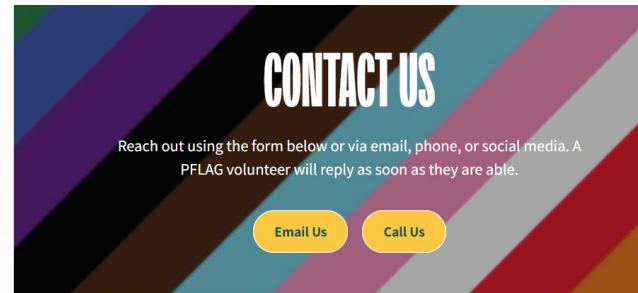 CONTACT US
Reach out using the form below or via email, phone, or social media. A
PFLAG volunteer will reply as soon as they are able.
Email Us
Call Us